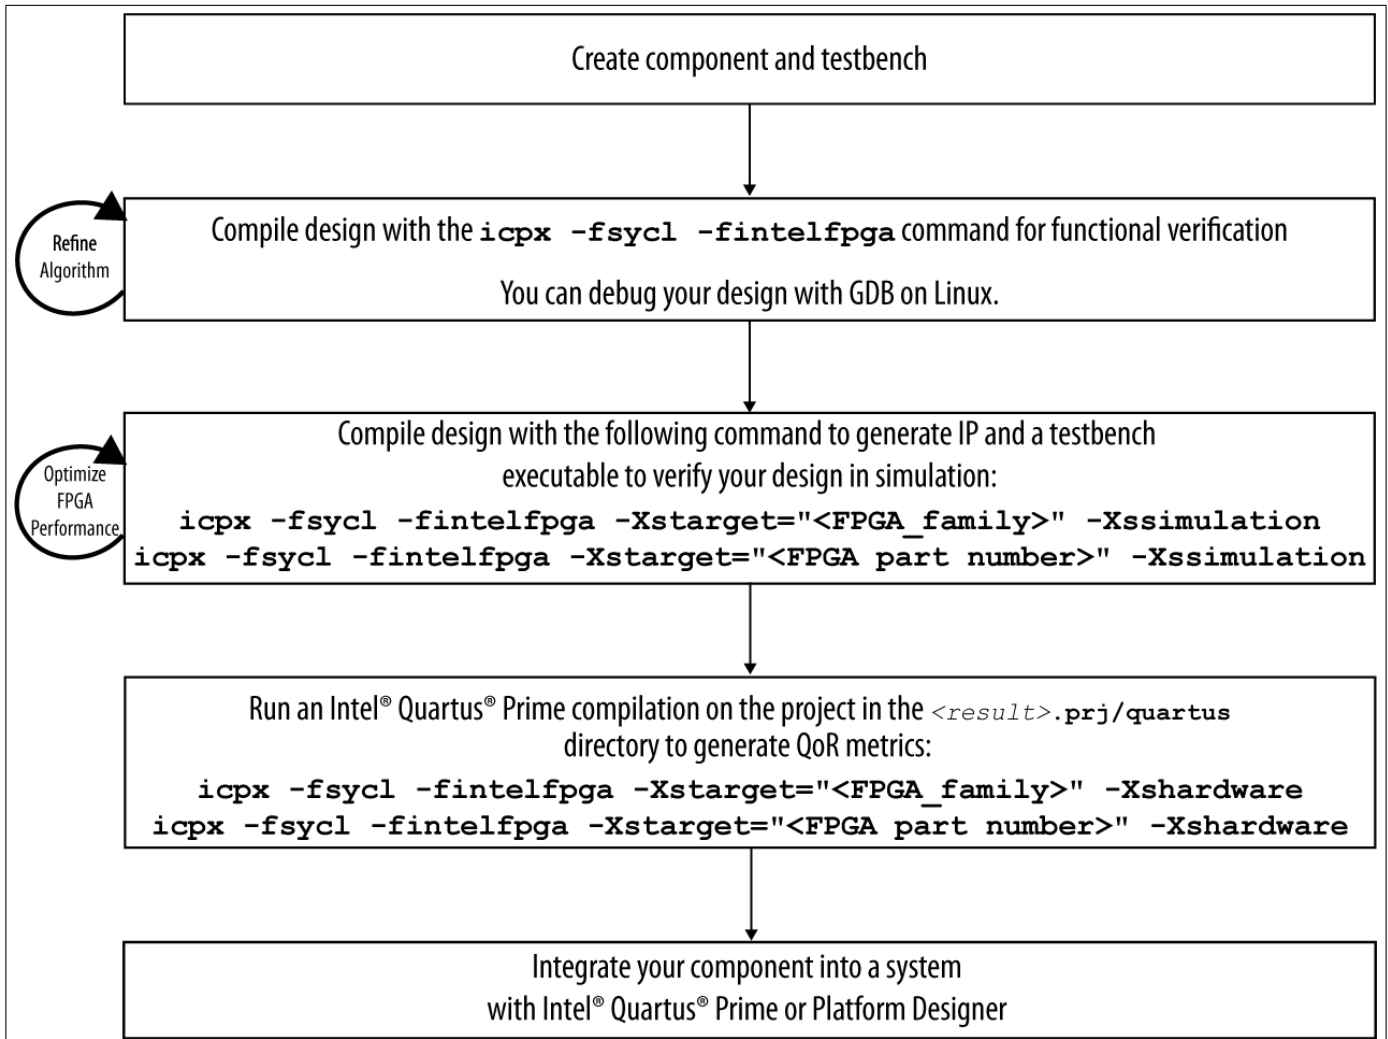 Create component and testbench
Refine
Algorithm
Compile design with the icpx -fsycl -fintelfpga command for functional verification
You can debug your design with GDB on Linux.
Optimize
FPGA
Performance
Compile design with the following command to generate IP and a testbench
executable to verify your design in simulation:
icpx -fsycl -fintelfpga -Xstarget="<FPGA_family>" -Xssimulation
icpx -fsycl -fintelfpga -Xstarget="<FPGA part number>" -Xssimulation
Run an Intel® Quartus® Prime compilation on the project in the <result>.prj/quartus
directory to generate QoR metrics:
icpx -fsycl -fintelfpga -Xstarget="<FPGA_family>" -Xshardware
icpx -fsycl -fintelfpga -Xstarget="<FPGA part number>" -Xshardware
Integrate your component into a system
with Intel® Quartus® Prime or Platform Designer